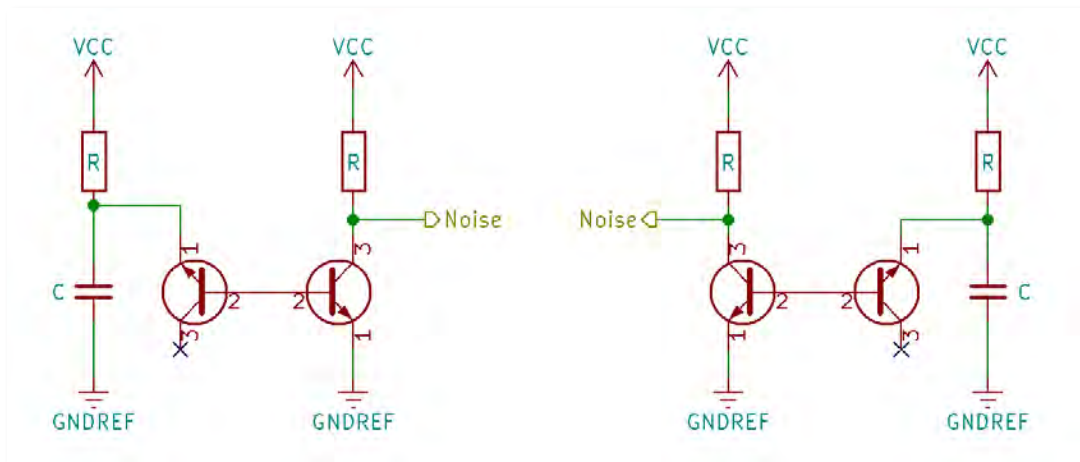 VCC VCC VCC VCC
R R R R
Noise Noise
1 3 3 1
C 2 2 2 2 C
3 1 1 3
GNDREF GNDREF GNDREF GNDREF